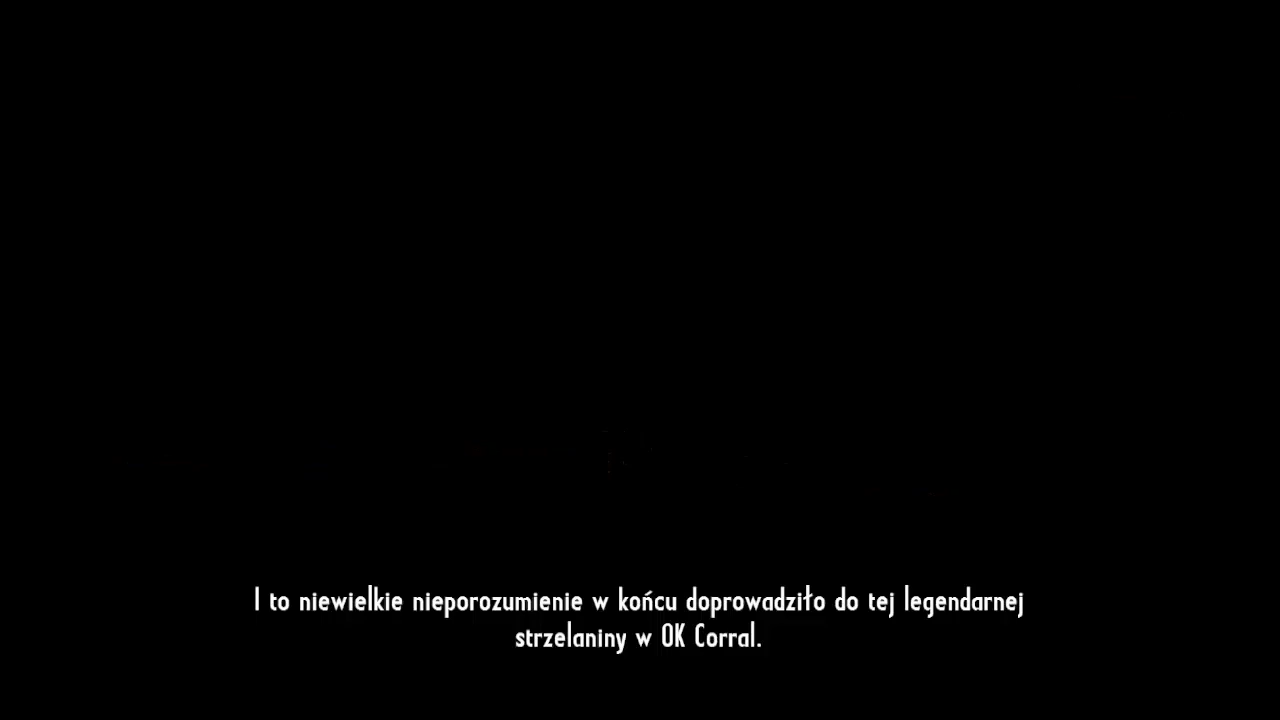 I to niewielkie nieporozumienie w końcu doprowadziło do tej legendarnej
strzelaniny w OK Corral.